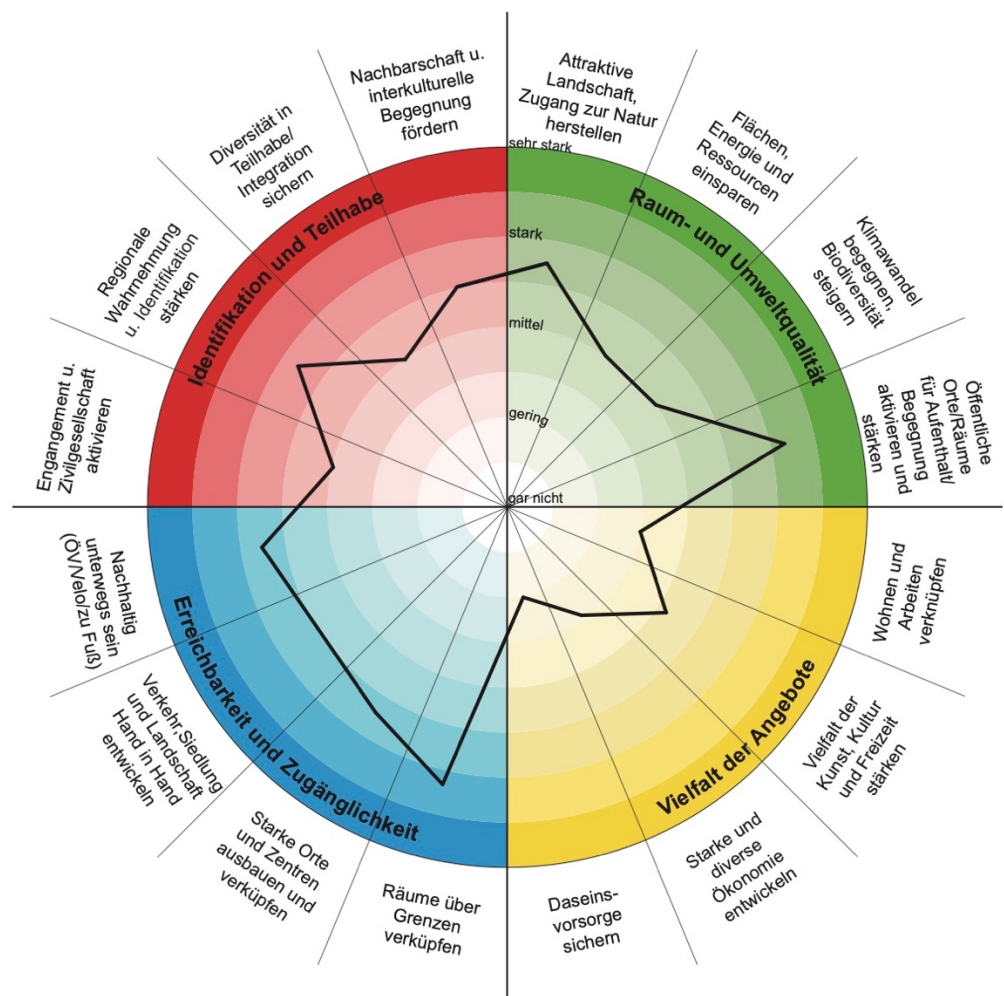 Nachbarschaft u.
interkulturelle
Begegnung
fördern
Attraktive
Landschaft,
Zugang zur Natur
herstellen
Flächen,
Energie und
Ressourcen
einsparen
Klimawandel
begegnen,
Biodiversität
steigern
Öffentliche
Orte/Räume
für Aufenthalt/
Begegnung
aktivieren und
stärken
Wohnen und
Arbeiten
verknüpfen
Vielfalt der
Kunst, Kultur
und Freizeit
stärken
Starke und
diverse
Ökonomie
entwickeln
Daseins-
vorsorge
sichern
Räume über
Grenzen
verküpfen
Starke Orte
und Zentren
ausbauen und
verküpfen
Verkehr,Siedlung
und Landschaft
Hand in Hand
entwickeln
Nachhaltig
unterwegs sein
(ÖV/Velo/zu Fuß)
Engangement u.
Zivilgesellschaft
aktivieren
Regionale
Wahrnehmung
u. Identifikation
stärken
Diversität in
Teilhabe/
Integration
sichern
Identifikation und Teilhabe
Raum- und Umweltqualität
Vielfalt der Angebote
Erreichbarkeit und Zugänglichkeit
sehr stark
stark
mittel
gering
gar nicht